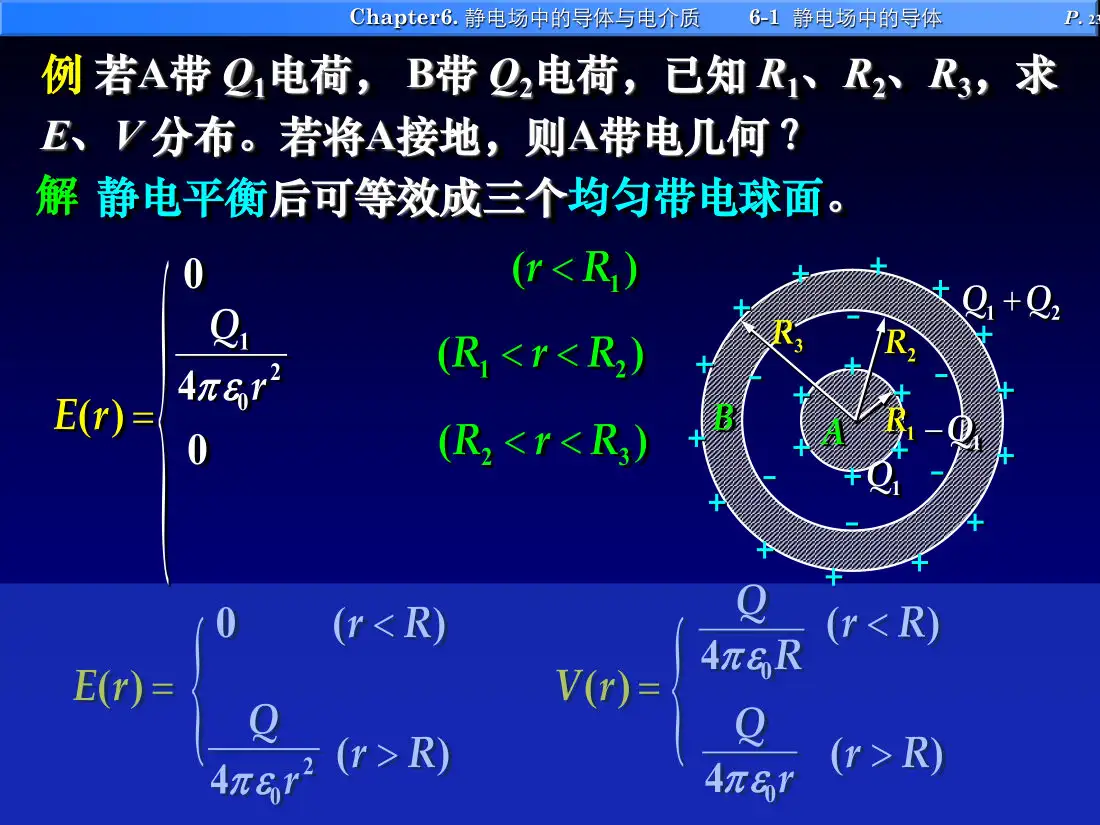 Chapter6. 静电场中的导体与电介质 6-1 静电场中的导体 P. 23
例 若A带 Q1电荷， B带 Q2电荷，已知 R1、R2、R3，求
E、V 分布。若将A接地，则A带电几何？
解 静电平衡后可等效成三个均匀带电球面。
E(r) =
0 (r < R1)
Q1
4πε0r^2
(R1 < r < R2)
0 (R2 < r < R3)
Q1 + Q2
R3
R2
B
A
R1
−Q1
Q1
E(r) =
0 (r < R)
Q
4πε0r^2
(r > R)
V(r) =
Q
4πε0R
(r < R)
Q
4πε0r
(r > R)